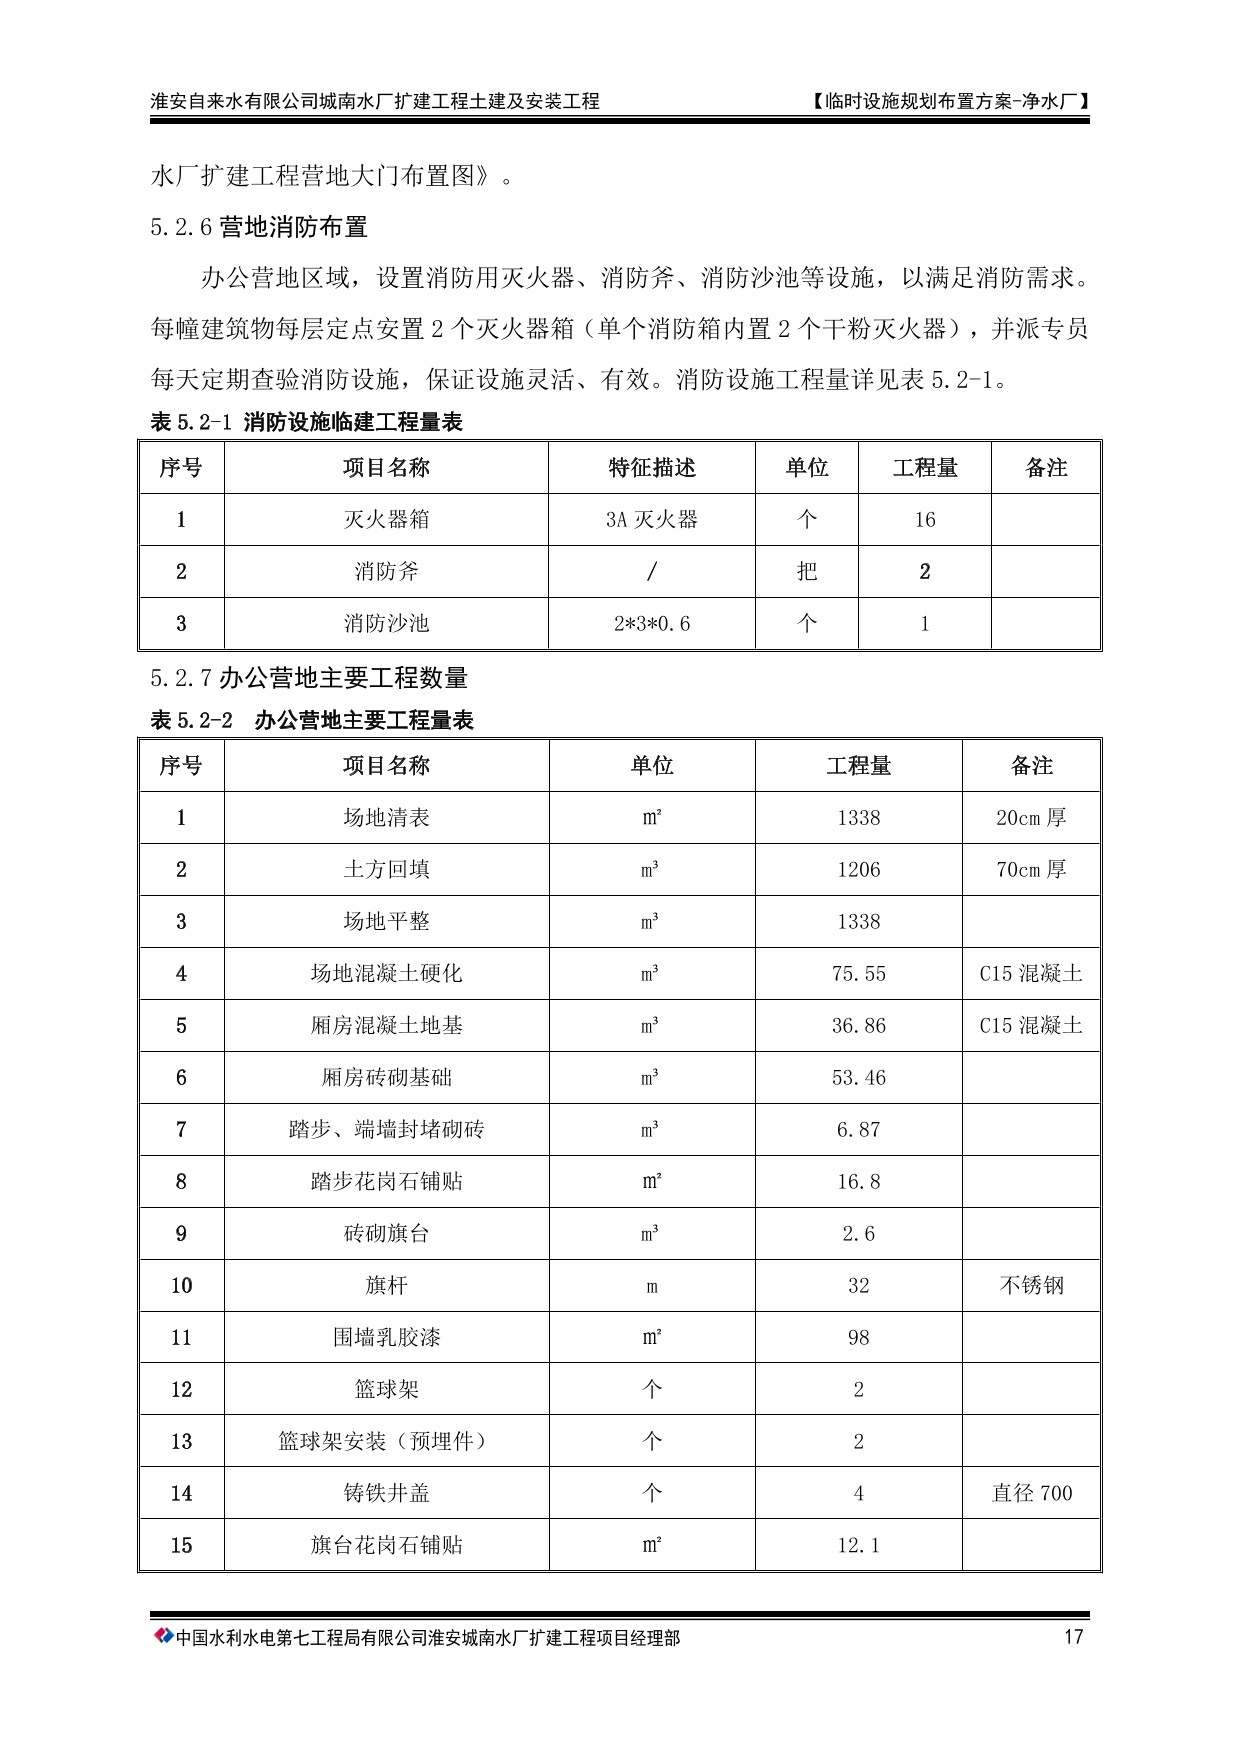 淮安自来水有限公司城南水厂扩建工程土建及安装工程 【临时设施规划布置方案-净水厂】
水厂扩建工程营地大门布置图》。
5.2.6 营地消防布置
办公营地区域，设置消防用灭火器、消防斧、消防沙池等设施，以满足消防需求。
每幢建筑物每层定点安置 2 个灭火器箱（单个消防箱内置 2 个干粉灭火器），并派专员
每天定期查验消防设施，保证设施灵活、有效。消防设施工程量详见表 5.2-1。
表 5.2-1 消防设施临建工程量表
序号 项目名称 特征描述 单位 工程量 备注
1 灭火器箱 3A 灭火器 个 16
2 消防斧 / 把 2
3 消防沙池 2*3*0.6 个 1
5.2.7 办公营地主要工程数量
表 5.2-2 办公营地主要工程量表
序号 项目名称 单位 工程量 备注
1 场地清表 m² 1338 20cm 厚
2 土方回填 m³ 1206 70cm 厚
3 场地平整 m³ 1338
4 场地混凝土硬化 m³ 75.55 C15 混凝土
5 厢房混凝土地基 m³ 36.86 C15 混凝土
6 厢房砖砌基础 m³ 53.46
7 踏步、端墙封堵砌砖 m³ 6.87
8 踏步花岗石铺贴 m² 16.8
9 砖砌旗台 m³ 2.6
10 旗杆 m 32 不锈钢
11 围墙乳胶漆 m² 98
12 篮球架 个 2
13 篮球架安装（预埋件） 个 2
14 铸铁井盖 个 4 直径 700
15 旗台花岗石铺贴 m² 12.1
中国水利水电第七工程局有限公司淮安城南水厂扩建工程项目经理部 17